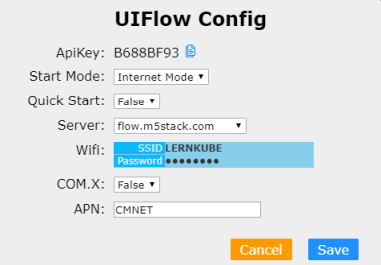 UIFlow Config
ApiKey: B688BF93
Start Mode: Internet Mode
Quick Start: False
Server: flow.m5stack.com
Wifi: SSID LERNKUBE
Password ●●●●●●●●
COM.X: False
APN: CMNET
Cancel Save